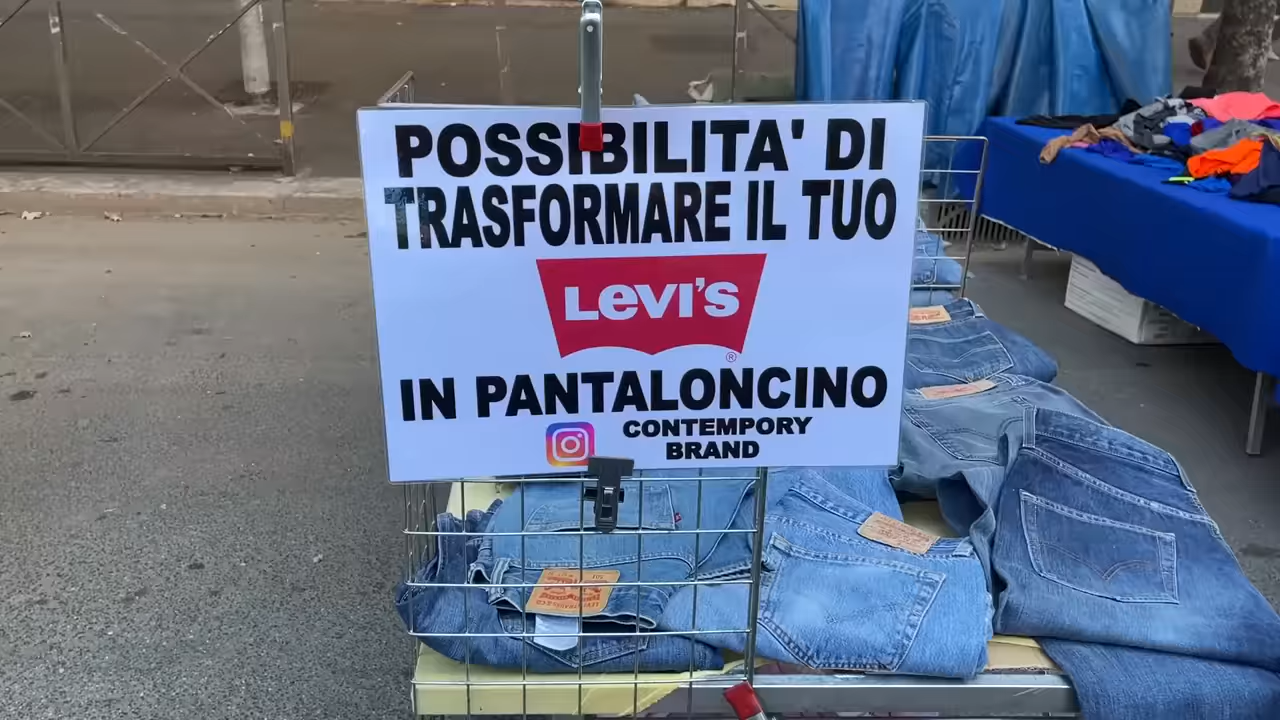 POSSIBILITA' DI
TRASFORMARE IL TUO
LEVI'S
®
IN PANTALONCINO
CONTEMPORY
BRAND